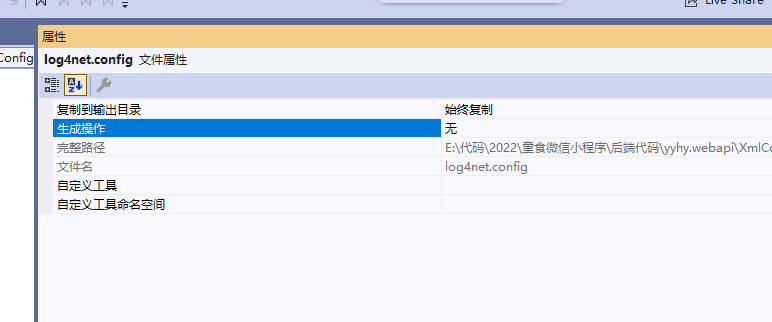 Live Share
属性
Config
log4net.config 文件属性
复制到输出目录 始终复制
生成操作 无
完整路径 E:\代码\2022\童食微信小程序\后端代码\yyhy.webapi\XmlCo
文件名 log4net.config
自定义工具
自定义工具命名空间